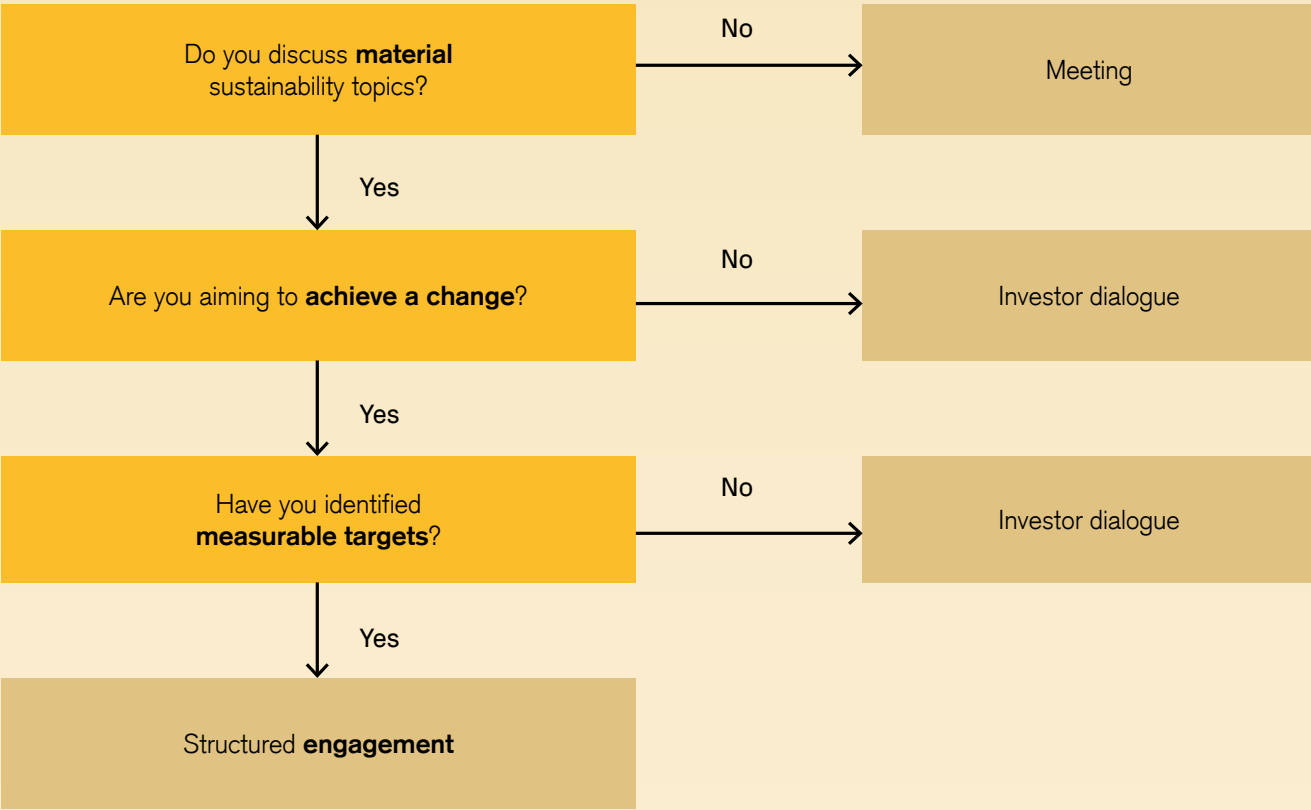 Do you discuss material
sustainability topics?
No
Meeting
Yes
Are you aiming to achieve a change?
No
Investor dialogue
Yes
Have you identified
measurable targets?
No
Investor dialogue
Yes
Structured engagement